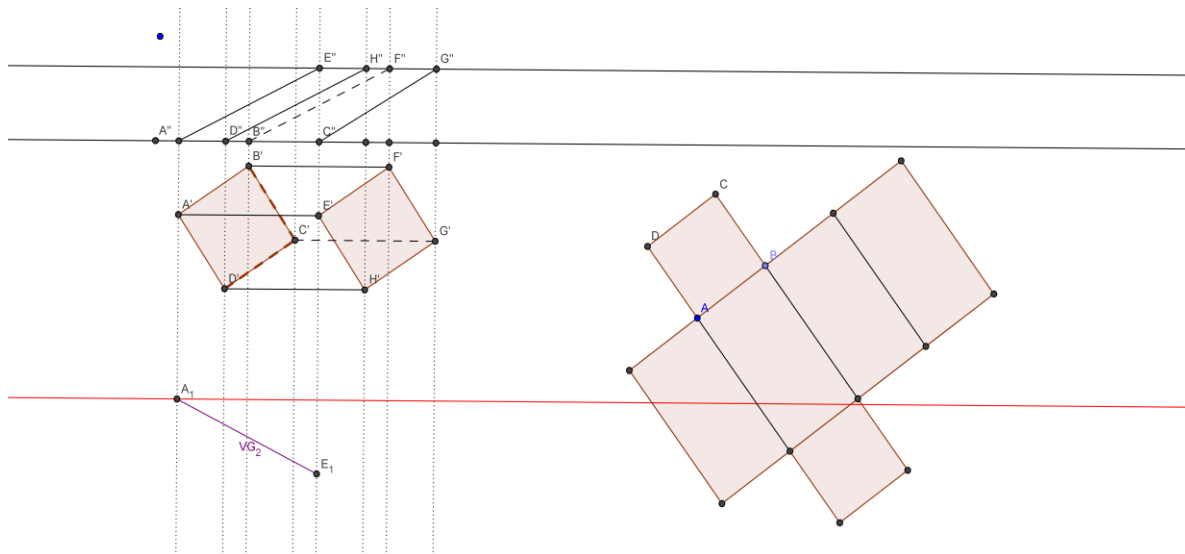 E"
H"
F"
G"
A"
D"
B"
C"
B'
F'
A'
E'
C'
G'
D'
H'
A₁
VG₂
E₁
C
D
B
A